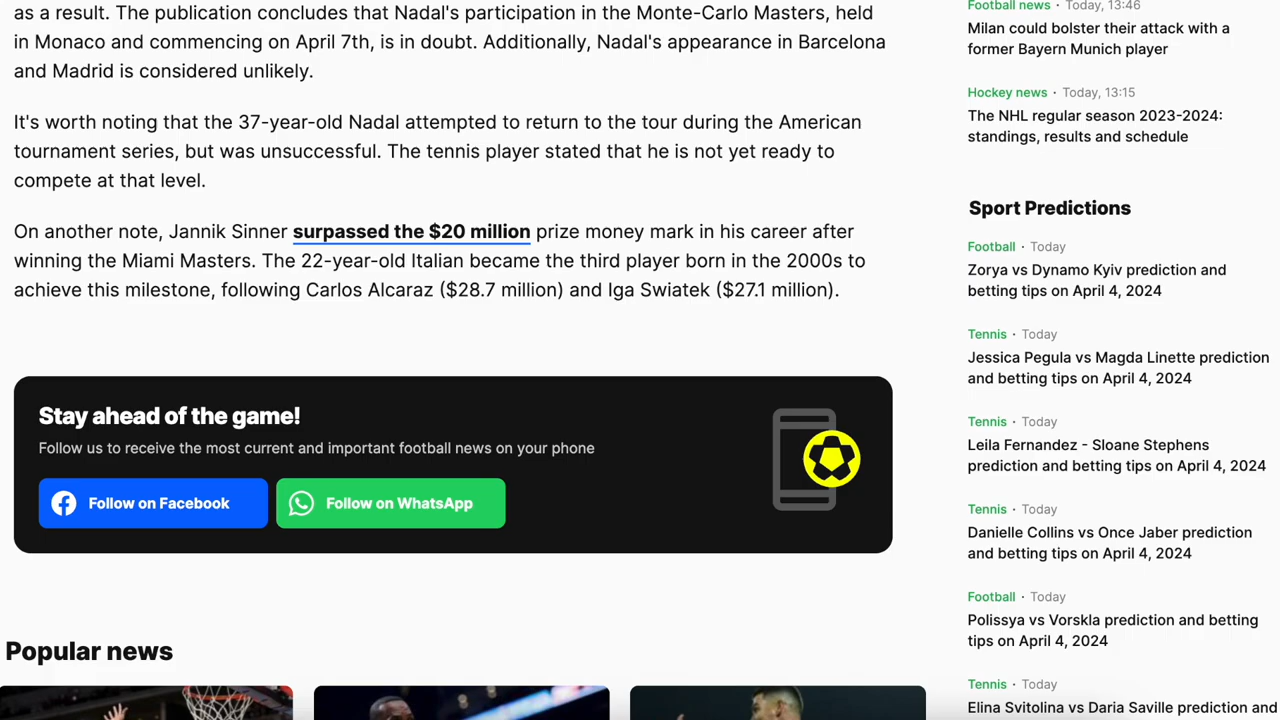 as a result. The publication concludes that Nadal's participation in the Monte-Carlo Masters, held
in Monaco and commencing on April 7th, is in doubt. Additionally, Nadal's appearance in Barcelona
and Madrid is considered unlikely.
It's worth noting that the 37-year-old Nadal attempted to return to the tour during the American
tournament series, but was unsuccessful. The tennis player stated that he is not yet ready to
compete at that level.
On another note, Jannik Sinner surpassed the $20 million prize money mark in his career after
winning the Miami Masters. The 22-year-old Italian became the third player born in the 2000s to
achieve this milestone, following Carlos Alcaraz ($28.7 million) and Iga Swiatek ($27.1 million).
Stay ahead of the game!
Follow us to receive the most current and important football news on your phone
Follow on Facebook
Follow on WhatsApp
Popular news
Football news · Today, 13:46
Milan could bolster their attack with a
former Bayern Munich player
Hockey news · Today, 13:15
The NHL regular season 2023-2024:
standings, results and schedule
Sport Predictions
Football · Today
Zorya vs Dynamo Kyiv prediction and
betting tips on April 4, 2024
Tennis · Today
Jessica Pegula vs Magda Linette prediction
and betting tips on April 4, 2024
Tennis · Today
Leila Fernandez - Sloane Stephens
prediction and betting tips on April 4, 2024
Tennis · Today
Danielle Collins vs Once Jaber prediction
and betting tips on April 4, 2024
Football · Today
Polissya vs Vorskla prediction and betting
tips on April 4, 2024
Tennis · Today
Elina Svitolina vs Daria Saville prediction and